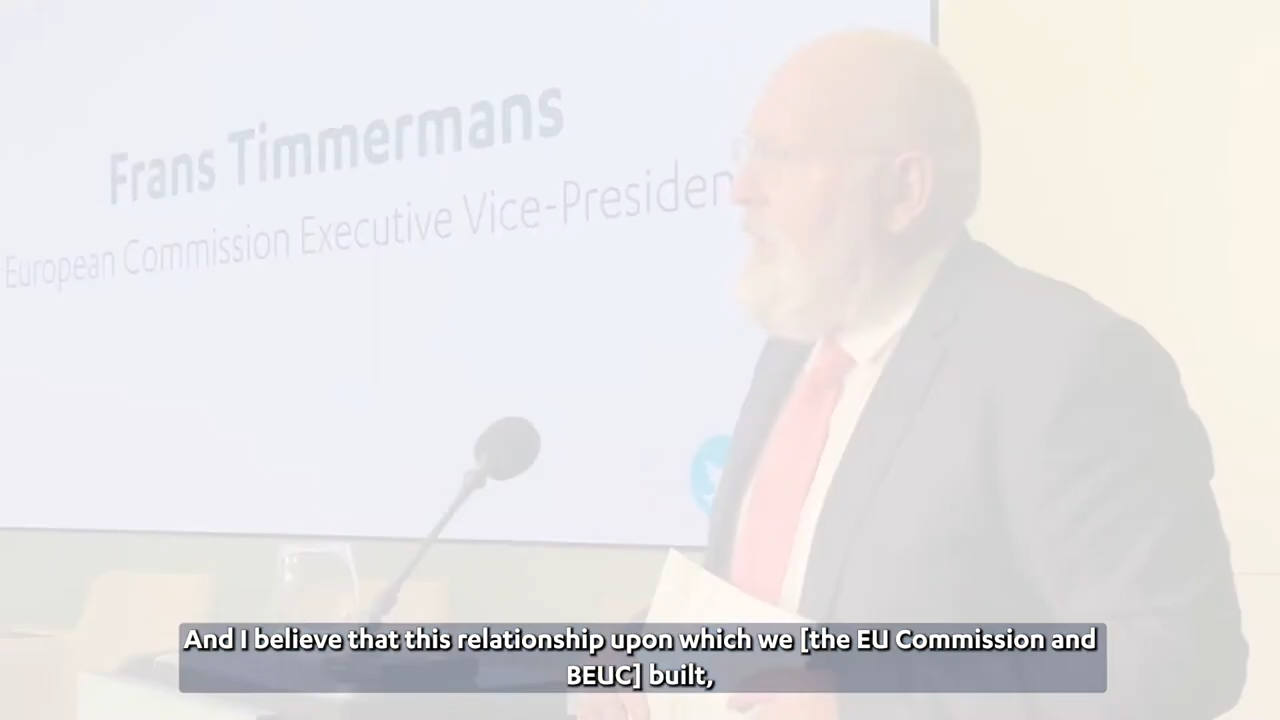 Frans Timmermans
European Commission Executive Vice-Presiden
And I believe that this relationship upon which we [the EU Commission and
BEUC] built,